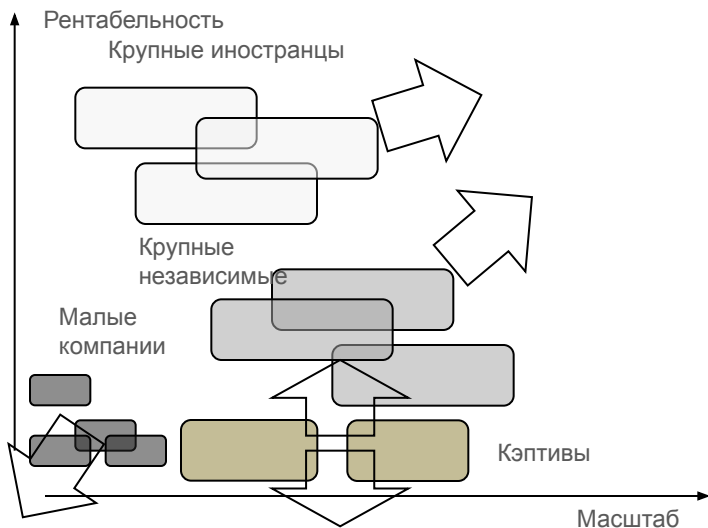 Рентабельность
Крупные иностранцы
Крупные
независимые
Малые
компании
Кэптивы
Масштаб